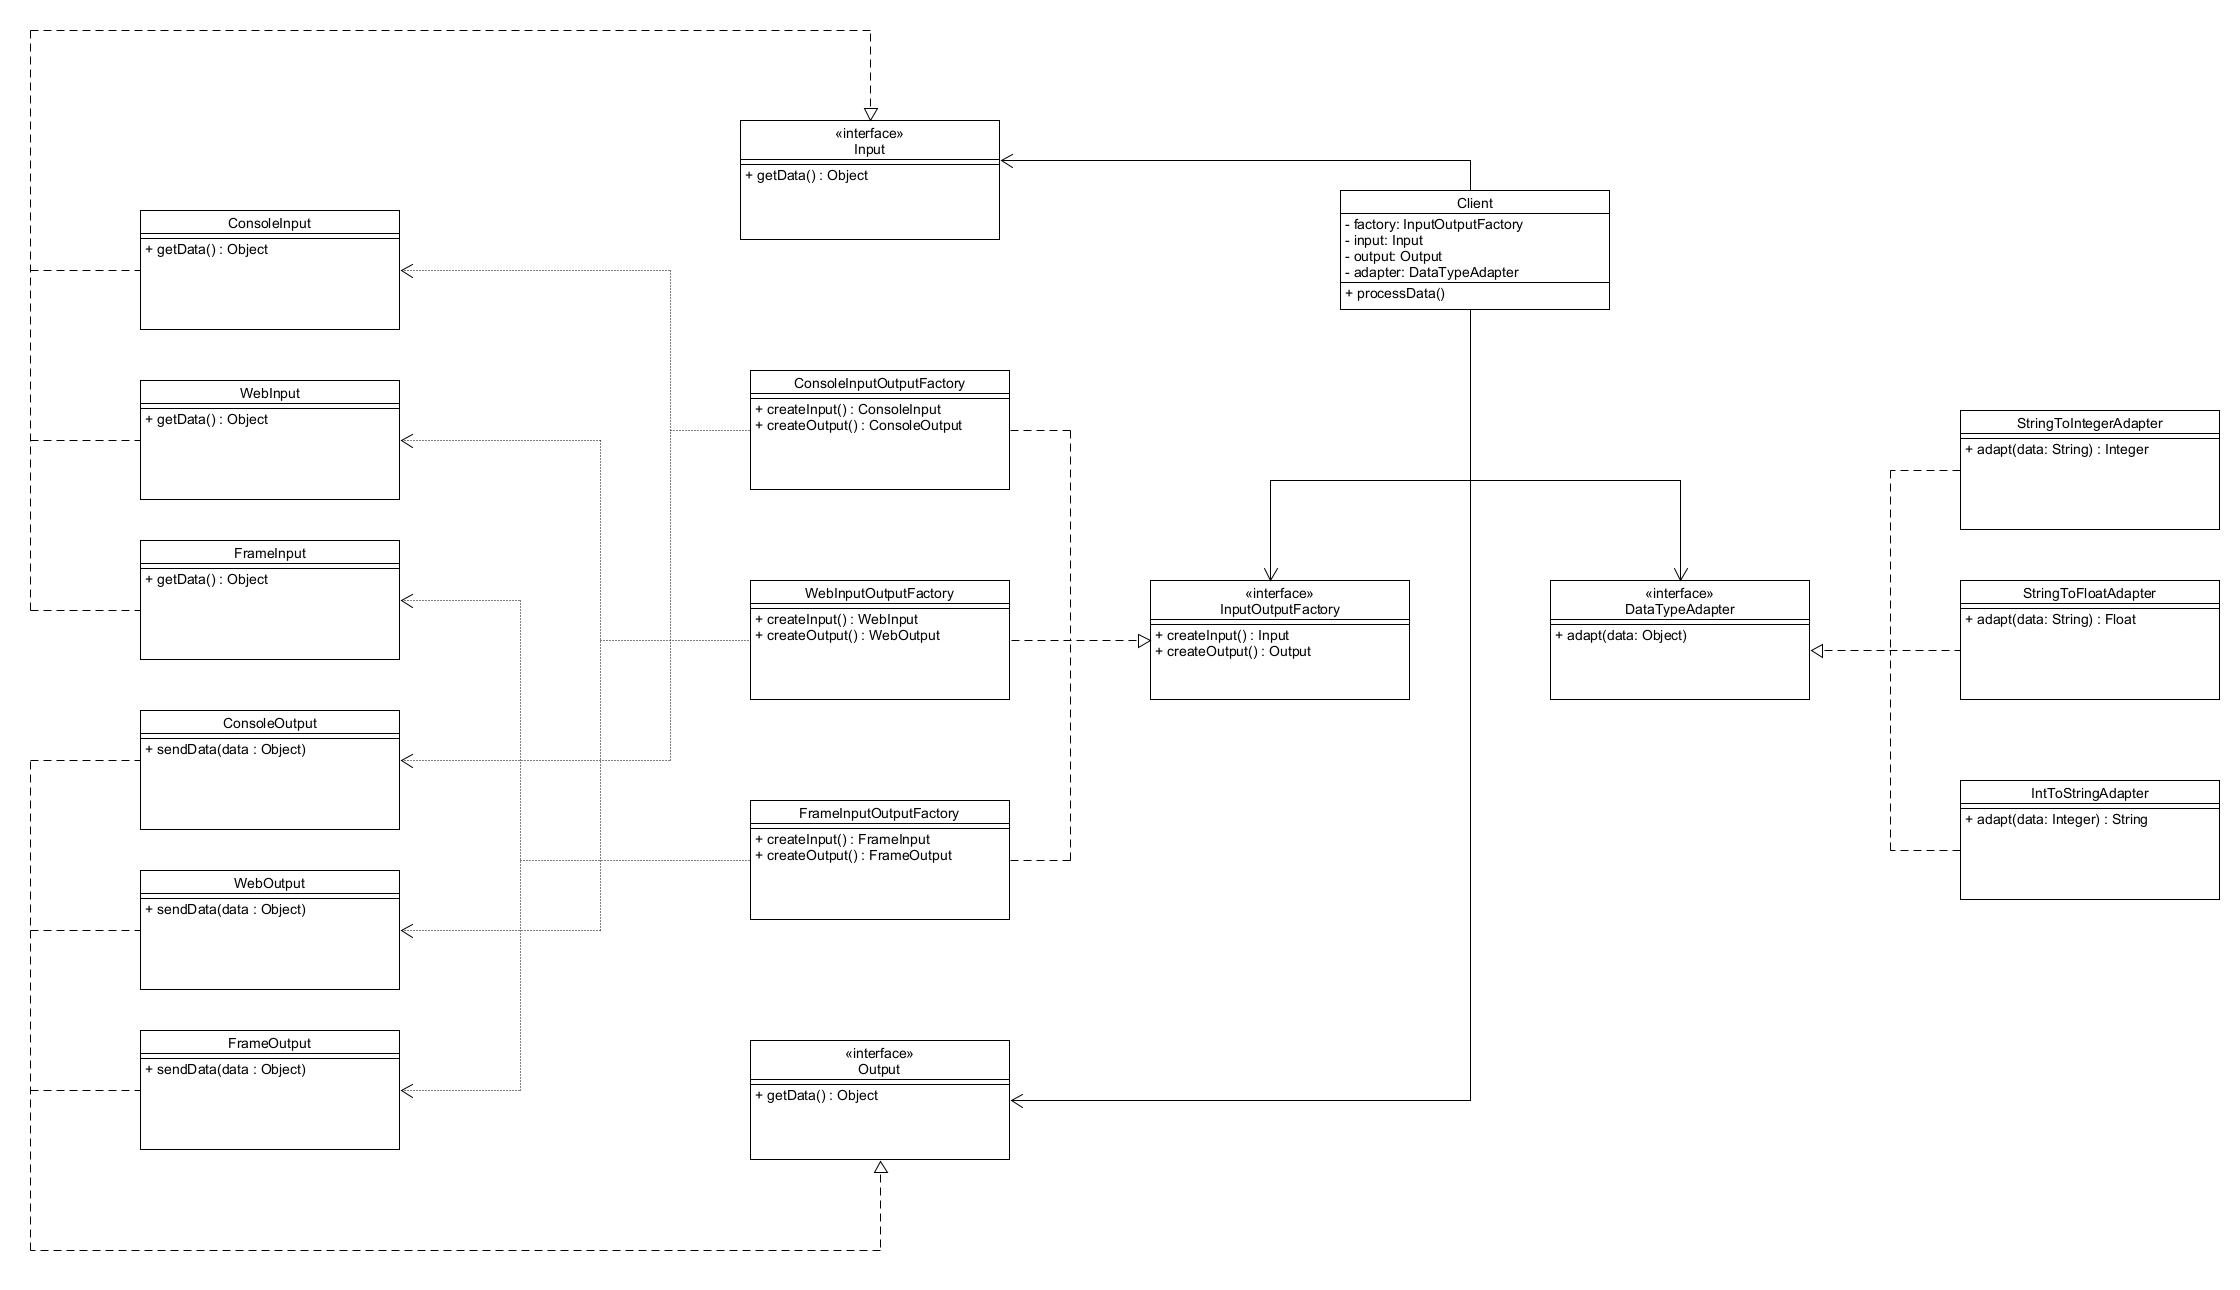 «interface»
Input
+ getData() : Object
Client
- factory: InputOutputFactory
- input: Input
- output: Output
- adapter: DataTypeAdapter
+ processData()
ConsoleInput
+ getData() : Object
WebInput
+ getData() : Object
FrameInput
+ getData() : Object
ConsoleOutput
+ sendData(data : Object)
WebOutput
+ sendData(data : Object)
FrameOutput
+ sendData(data : Object)
ConsoleInputOutputFactory
+ createInput() : ConsoleInput
+ createOutput() : ConsoleOutput
WebInputOutputFactory
+ createInput() : WebInput
+ createOutput() : WebOutput
FrameInputOutputFactory
+ createInput() : FrameInput
+ createOutput() : FrameOutput
«interface»
Output
+ getData() : Object
«interface»
InputOutputFactory
+ createInput() : Input
+ createOutput() : Output
«interface»
DataTypeAdapter
+ adapt(data: Object)
StringToIntegerAdapter
+ adapt(data: String) : Integer
StringToFloatAdapter
+ adapt(data: String) : Float
IntToStringAdapter
+ adapt(data: Integer) : String